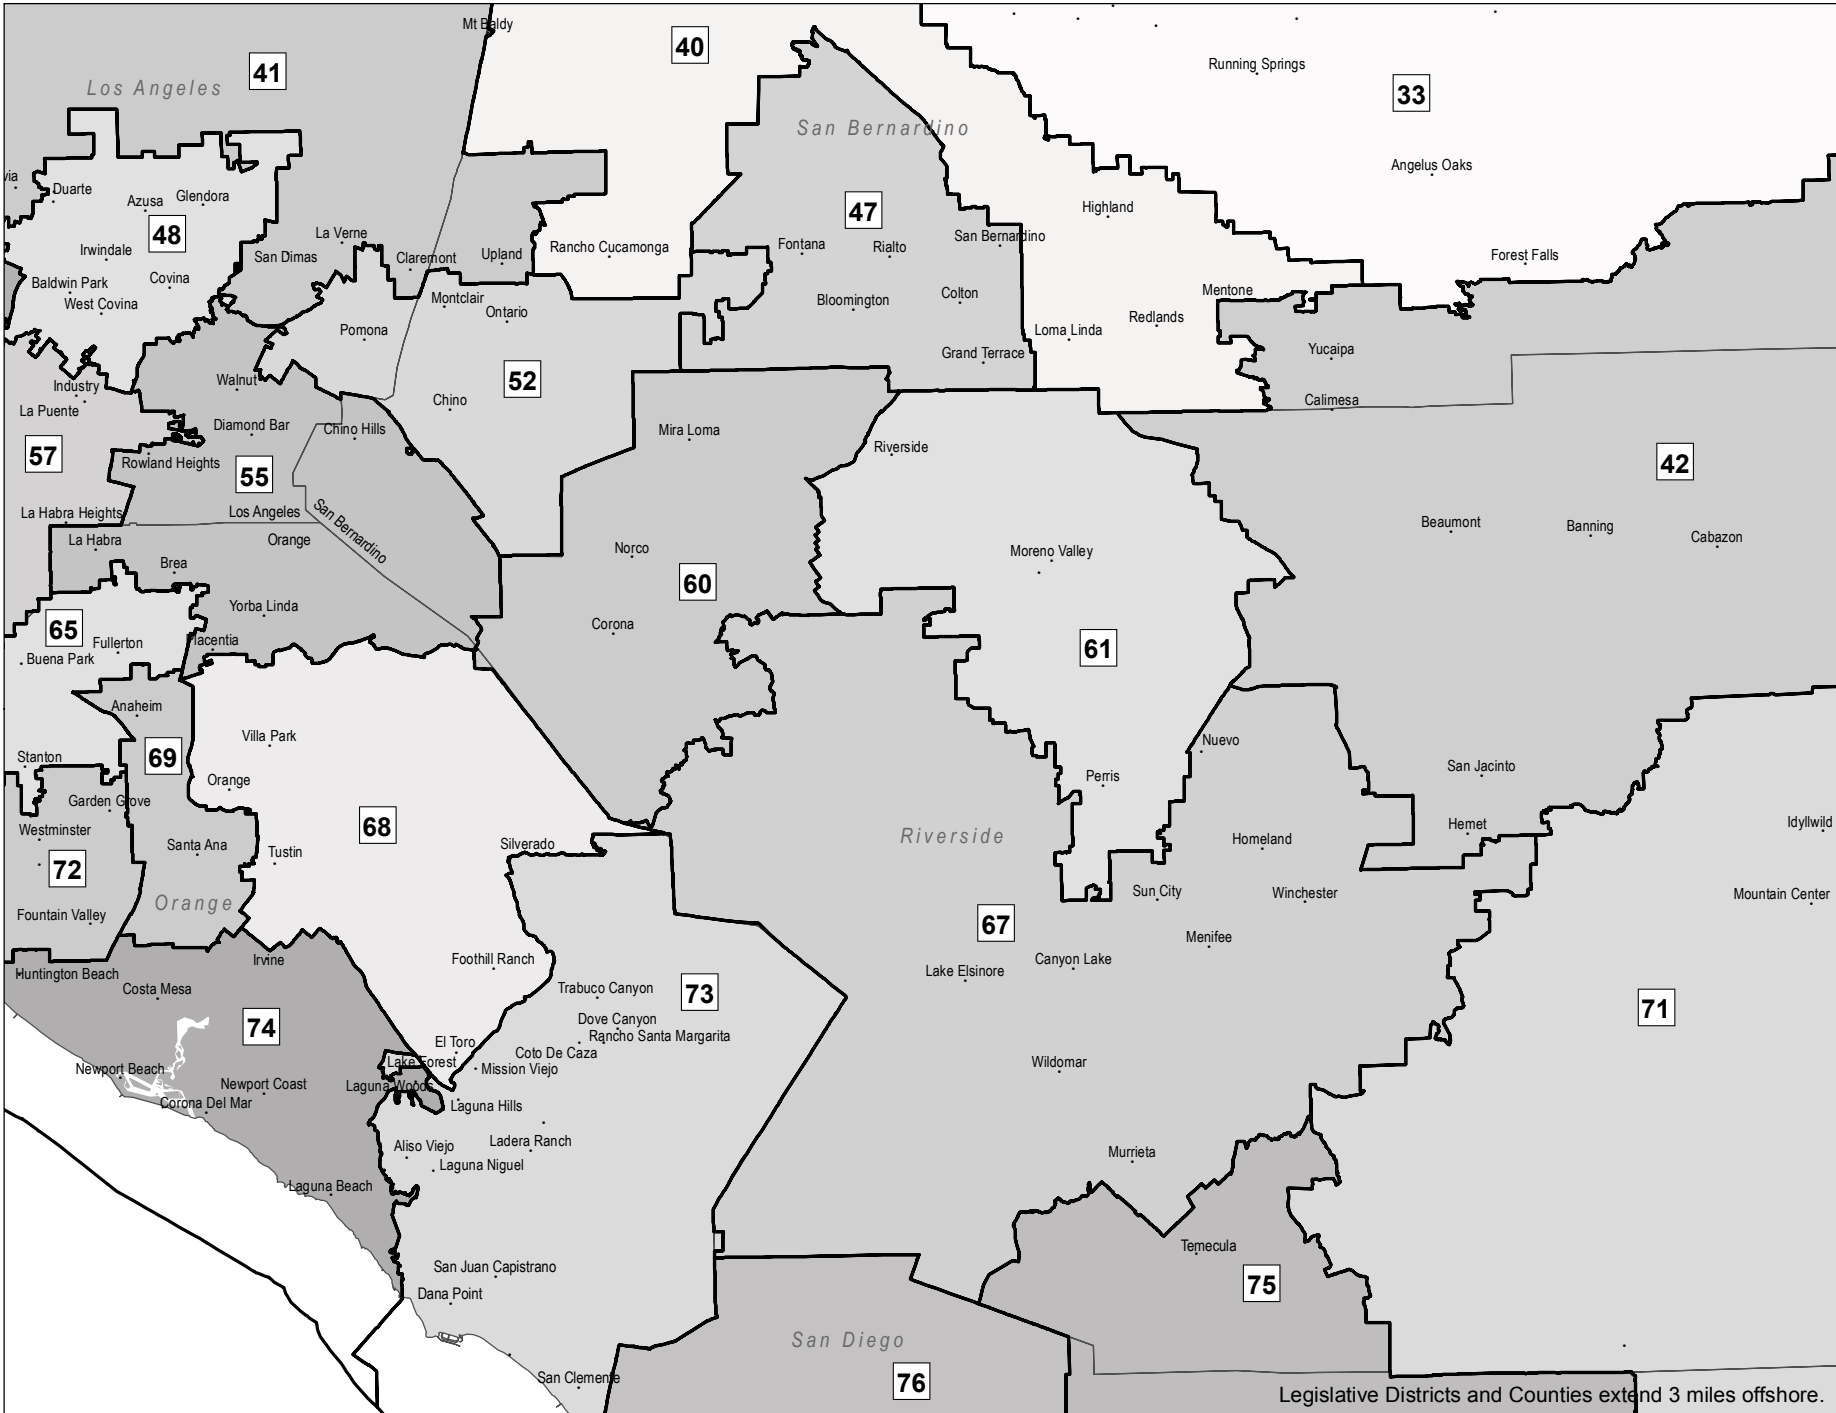 Mt Baldy
40
41
Los Angeles
Running Springs
33
San Bernardino
Angelus Oaks
via
Duarte
Azusa
Glendora
48
47
Highland
La Verne
Irwindale
San Dimas
Claremont
Upland
Rancho Cucamonga
Fontana
Rialto
San Bernardino
Forest Falls
Baldwin Park
Covina
West Covina
Montclair
Ontario
Bloomington
Colton
Mentone
Pomona
Loma Linda
Redlands
Grand Terrace
Yucaipa
Industry
Walnut
52
Chino
Calimesa
La Puente
Diamond Bar
Chino Hills
Mira Loma
Riverside
57
Rowland Heights
55
42
La Habra Heights
Los Angeles
San Bernardino
La Habra
Orange
Beaumont
Banning
Cabazon
Brea
Norco
60
Moreno Valley
Yorba Linda
65
Fullerton
Placentia
Corona
61
Buena Park
Anaheim
Villa Park
Nuevo
69
Stanton
Orange
Perris
San Jacinto
Garden Grove
Westminster
68
Riverside
Homeland
Hemet
Idyllwild
Santa Ana
Tustin
Silverado
72
Orange
Sun City
Winchester
Mountain Center
Fountain Valley
67
Menifee
Irvine
Foothill Ranch
Canyon Lake
Huntington Beach
Lake Elsinore
Costa Mesa
Trabuco Canyon
73
71
74
Dove Canyon
Rancho Santa Margarita
El Toro
Coto De Caza
Lake Forest
Mission Viejo
Wildomar
Newport Beach
Newport Coast
Laguna Woods
Corona Del Mar
Laguna Hills
Aliso Viejo
Ladera Ranch
Laguna Niguel
Murrieta
Laguna Beach
Temecula
San Juan Capistrano
75
Dana Point
San Diego
San Clemente
76
Legislative Districts and Counties extend 3 miles offshore.